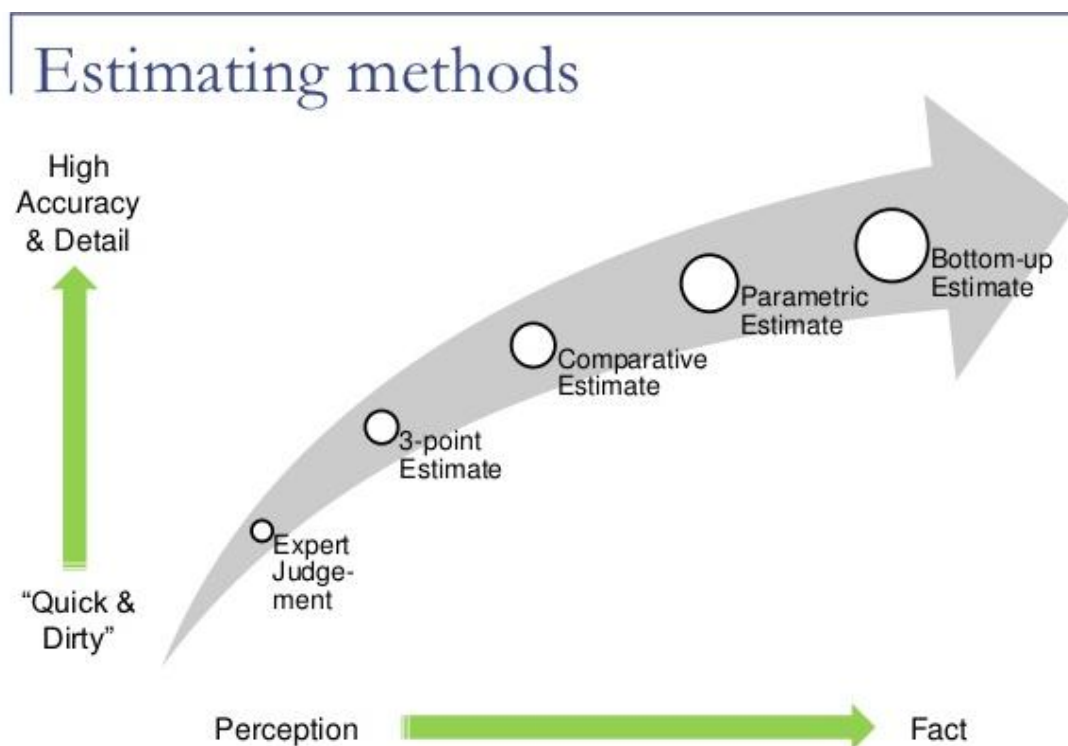 Estimating methods
High
Accuracy
& Detail
Bottom-up
Estimate
Parametric
Estimate
Comparative
Estimate
3-point
Estimate
Expert
Judge-
ment
“Quick &
Dirty”
Perception
Fact